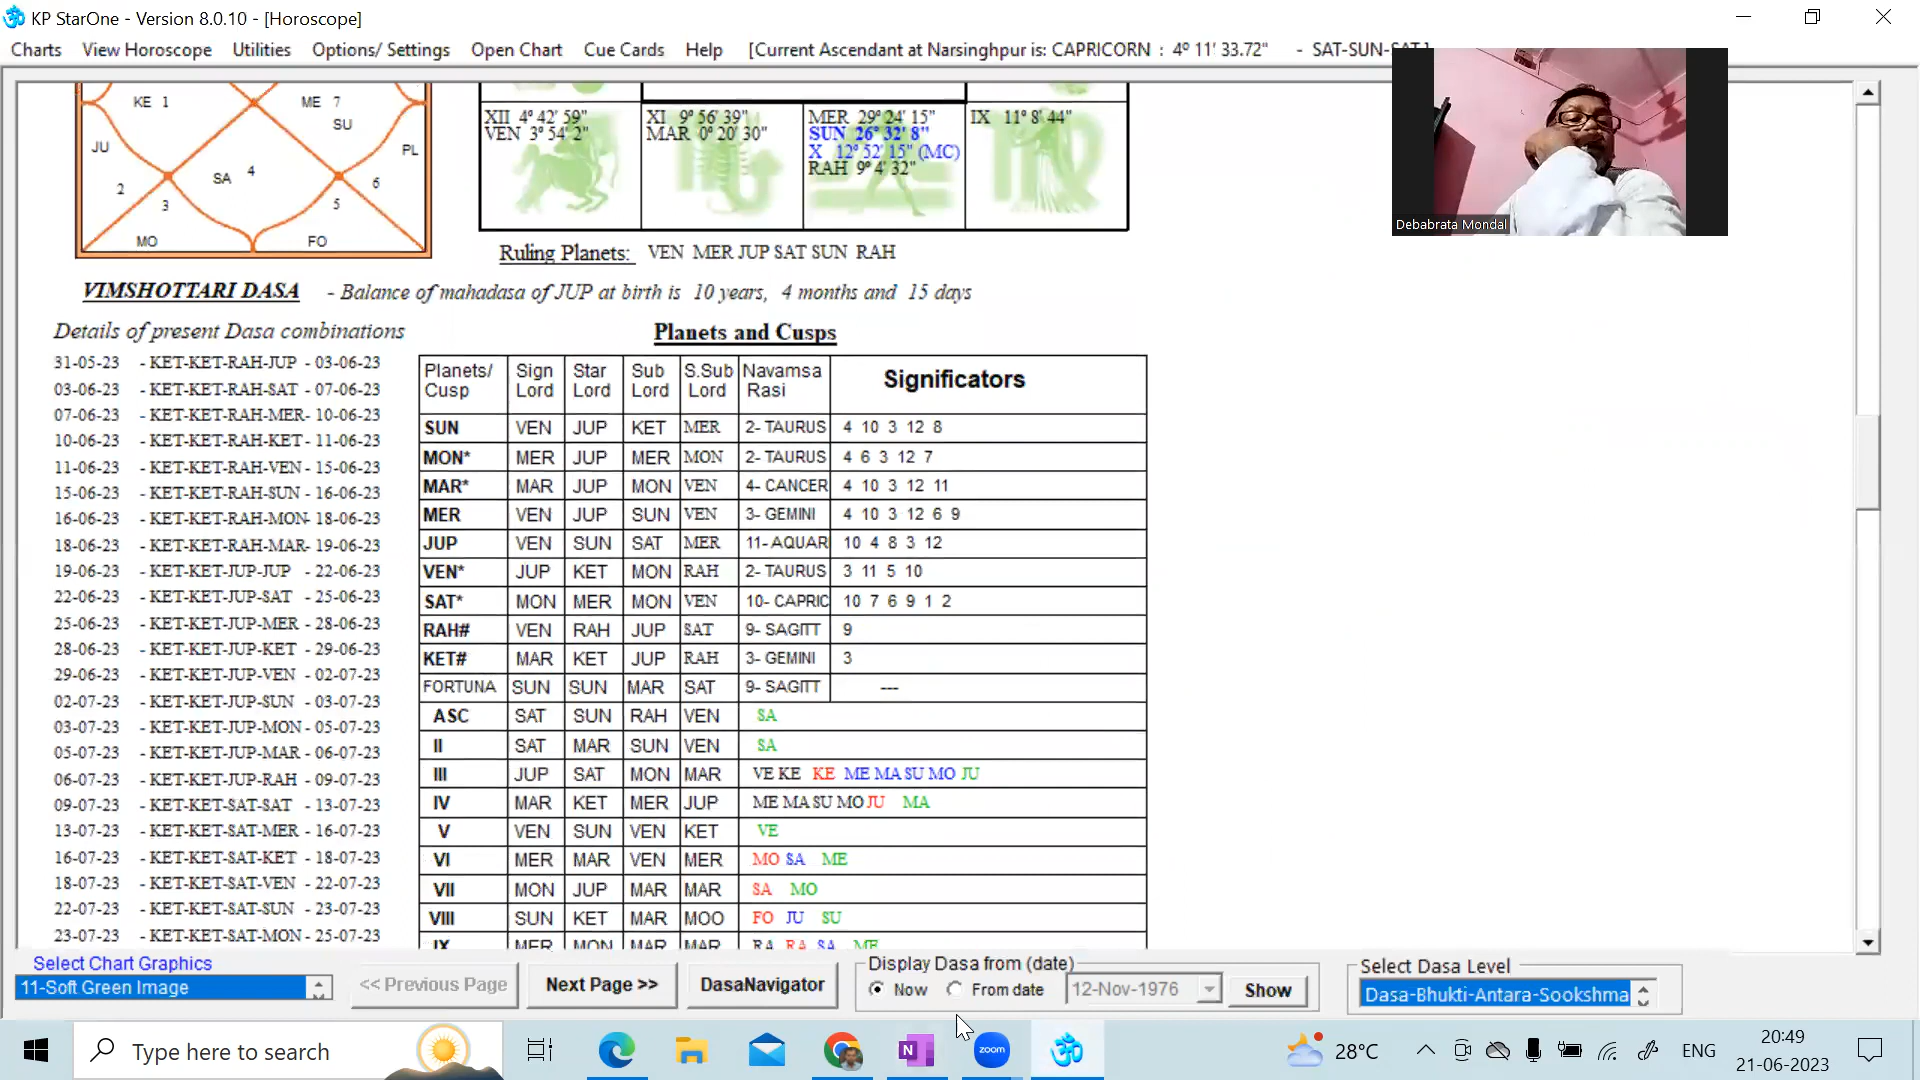 KP StarOne - Version 8.0.10 - [Horoscope]
Charts View Horoscope Utilities Options/ Settings Open Chart Cue Cards Help [Current Ascendant at Narsinghpur is: CAPRICORN : 4º 11' 33.72" - SAT-SUN-SAT ]
KE 1
ME 7
SU
JU
PL
SA 4
2
6
3
5
MO
FO
XII 4º 42' 59"
VEN 3º 54' 2"
XI 9º 56' 39"
MAR 0º 20' 30"
MER 29º 24' 15"
SUN 26º 32' 8"
X 12º 52' 15" (MC)
RAH 9º 4' 32"
IX 11º 8' 44"
Debabrata Mondal
Ruling Planets: VEN MER JUP SAT SUN RAH
VIMSHOTTARI DASA - Balance of mahadasa of JUP at birth is 10 years, 4 months and 15 days
Details of present Dasa combinations
31-05-23 - KET-KET-RAH-JUP - 03-06-23
03-06-23 - KET-KET-RAH-SAT - 07-06-23
07-06-23 - KET-KET-RAH-MER- 10-06-23
10-06-23 - KET-KET-RAH-KET - 11-06-23
11-06-23 - KET-KET-RAH-VEN - 15-06-23
15-06-23 - KET-KET-RAH-SUN - 16-06-23
16-06-23 - KET-KET-RAH-MON- 18-06-23
18-06-23 - KET-KET-RAH-MAR- 19-06-23
19-06-23 - KET-KET-JUP-JUP - 22-06-23
22-06-23 - KET-KET-JUP-SAT - 25-06-23
25-06-23 - KET-KET-JUP-MER - 28-06-23
28-06-23 - KET-KET-JUP-KET - 29-06-23
29-06-23 - KET-KET-JUP-VEN - 02-07-23
02-07-23 - KET-KET-JUP-SUN - 03-07-23
03-07-23 - KET-KET-JUP-MON - 05-07-23
05-07-23 - KET-KET-JUP-MAR - 06-07-23
06-07-23 - KET-KET-JUP-RAH - 09-07-23
09-07-23 - KET-KET-SAT-SAT - 13-07-23
13-07-23 - KET-KET-SAT-MER - 16-07-23
16-07-23 - KET-KET-SAT-KET - 18-07-23
18-07-23 - KET-KET-SAT-VEN - 22-07-23
22-07-23 - KET-KET-SAT-SUN - 23-07-23
23-07-23 - KET-KET-SAT-MON - 25-07-23
Planets and Cusps
Planets/ Cusp Sign Lord Star Lord Sub Lord S.Sub Lord Navamsa Rasi Significators
SUN VEN JUP KET MER 2- TAURUS 4 10 3 12 8
MON* MER JUP MER MON 2- TAURUS 4 6 3 12 7
MAR* MAR JUP MON VEN 4- CANCER 4 10 3 12 11
MER VEN JUP SUN VEN 3- GEMINI 4 10 3 12 6 9
JUP VEN SUN SAT MER 11- AQUAR 10 4 8 3 12
VEN* JUP KET MON RAH 2- TAURUS 3 11 5 10
SAT* MON MER MON VEN 10- CAPRIC 10 7 6 9 1 2
RAH# VEN RAH JUP SAT 9- SAGITT 9
KET# MAR KET JUP RAH 3- GEMINI 3
FORTUNA SUN SUN MAR SAT 9- SAGITT ---
ASC SAT SUN RAH VEN SA
II SAT MAR SUN VEN SA
III JUP SAT MON MAR VE KE KE ME MA SU MO JU
IV MAR KET MER JUP ME MA SU MO JU MA
V VEN SUN VEN KET VE
VI MER MAR VEN MER MO SA ME
VII MON JUP MAR MAR SA MO
VIII SUN KET MAR MOO FO JU SU
IX MER MON MAR MAR RA RA SA ME
Select Chart Graphics
11-Soft Green Image
<< Previous Page
Next Page >>
DasaNavigator
Display Dasa from (date)
Now
From date
12-Nov-1976
Show
Select Dasa Level
Dasa-Bhukti-Antara-Sookshma
Type here to search
N
zoom
28°C
ENG
20:49
21-06-2023